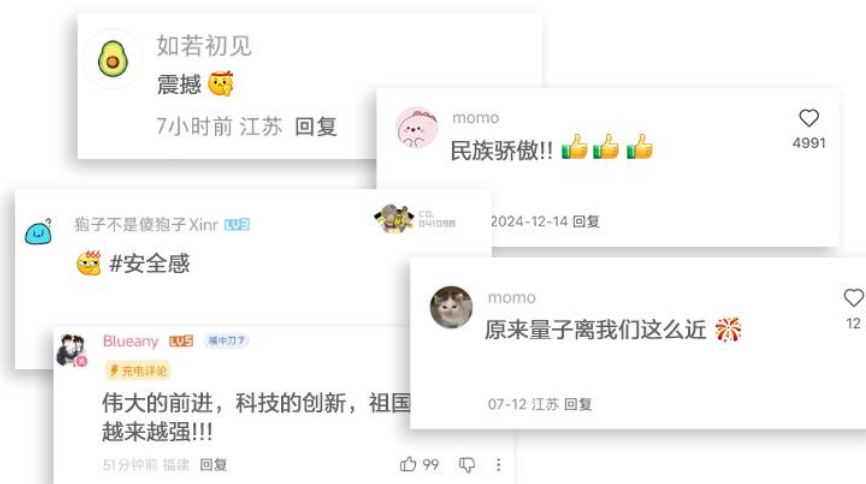 如若初见
震撼
7小时前 江苏 回复
momo
民族骄傲!!
4991
2024-12-14 回复
狍子不是傻狍子Xinr LV3
CD.
041098
666
#安全感
momo
原来量子离我们这么近
12
07-12 江苏 回复
Blueany LV5
充电评论
伟大的前进，科技的创新，祖国
越来越强!!!
51分钟前 福建 回复
99